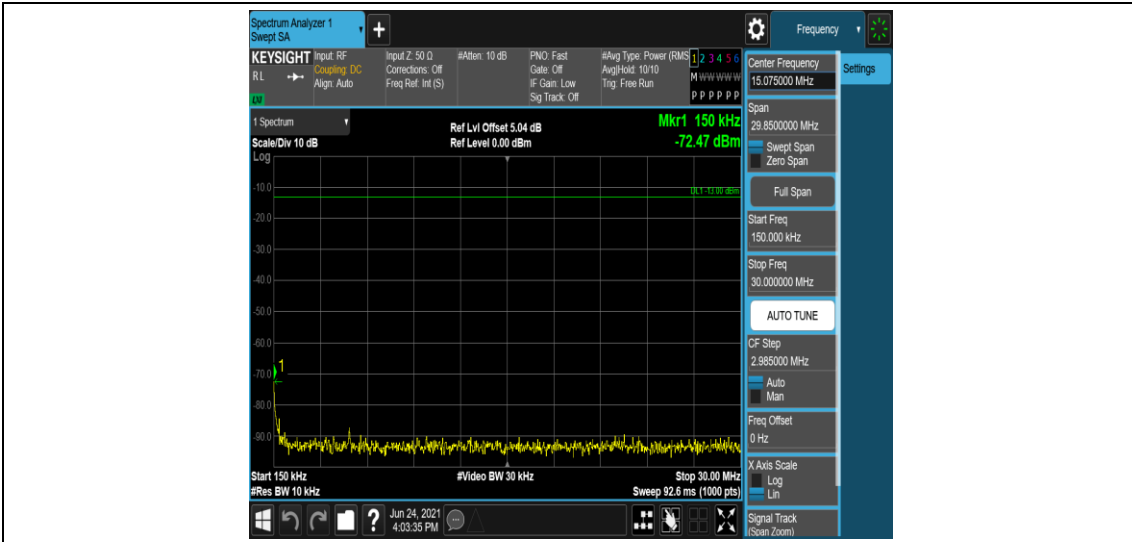 Spectrum Analyzer 1
Swept SA
+
Frequency
KEYSIGHT
RL
LXI
Input: RF
Coupling: DC
Align: Auto
Input Z: 50 Ω
Corrections: Off
Freq Ref: Int (S)
#Atten: 10 dB
PNO: Fast
Gate: Off
IF Gain: Low
Sig Track: Off
#Avg Type: Power (RMS
Avg|Hold: 10/10
Trig: Free Run
1 2 3 4 5 6
M W W W W W
P P P P P P
1 Spectrum
Scale/Div 10 dB
Log
Ref Lvl Offset 5.04 dB
Ref Level 0.00 dBm
Mkr1 150 kHz
-72.47 dBm
DL1 -13.00 dBm
-10.0
-20.0
-30.0
-40.0
-50.0
-60.0
-70.0
-80.0
-90.0
1
Start 150 kHz
#Res BW 10 kHz
#Video BW 30 kHz
Stop 30.00 MHz
Sweep 92.6 ms (1000 pts)
Center Frequency
15.075000 MHz
Settings
Span
29.8500000 MHz
Swept Span
Zero Span
Full Span
Start Freq
150.000 kHz
Stop Freq
30.000000 MHz
AUTO TUNE
CF Step
2.985000 MHz
Auto
Man
Freq Offset
0 Hz
X Axis Scale
Log
Lin
Signal Track
(Span Zoom)
?
Jun 24, 2021
4:03:35 PM